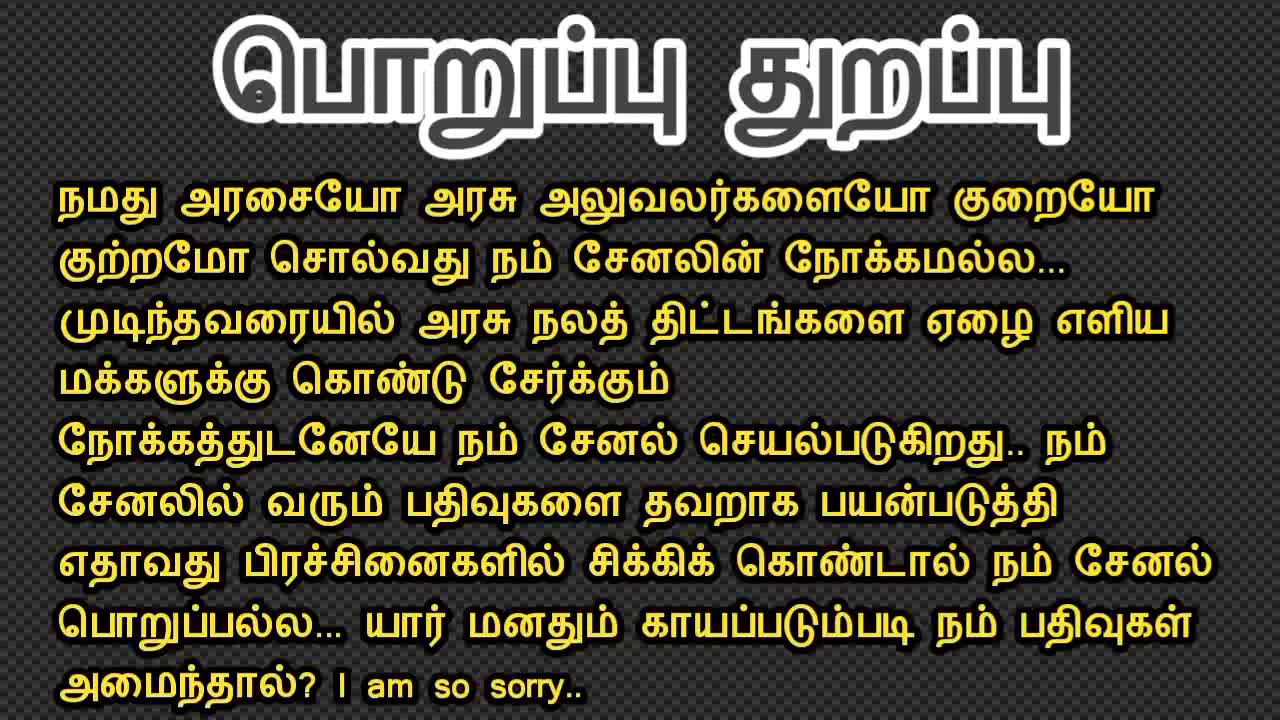 பொறுப்பு துறப்பு
நமது அரசையோ அரசு அலுவலர்களையோ குறையோ
குற்றமோ சொல்வது நம் சேனலின் நோக்கமல்ல...
முடிந்தவரையில் அரசு நலத் திட்டங்களை ஏழை எளிய
மக்களுக்கு கொண்டு சேர்க்கும்
நோக்கத்துடனேயே நம் சேனல் செயல்படுகிறது.. நம்
சேனலில் வரும் பதிவுகளை தவறாக பயன்படுத்தி
எதாவது பிரச்சினைகளில் சிக்கிக் கொண்டால் நம் சேனல்
பொறுப்பல்ல... யார் மனதும் காயப்படும்படி நம் பதிவுகள்
அமைந்தால்? I am so sorry..